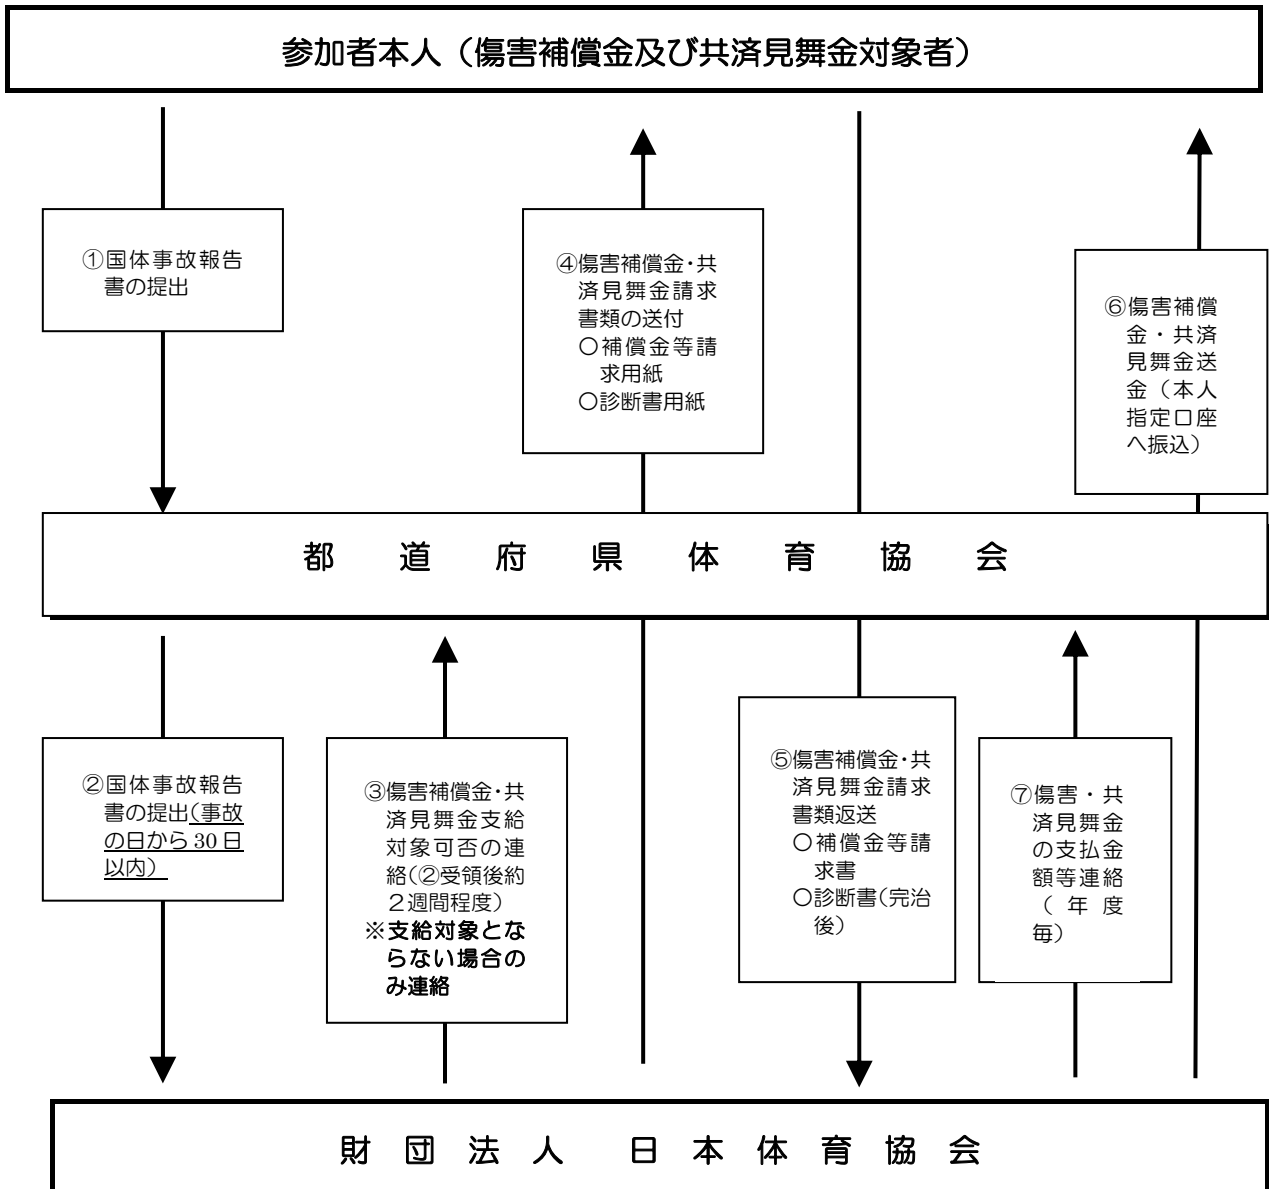 参加者本人（傷害補償金及び共済見舞金対象者）
①国体事故報告
書の提出
④傷害補償金・共
済見舞金請求
書類の送付
○補償金等請
求用紙
○診断書用紙
⑥傷害補償
金・共済
見舞金送
金（本人
指定口座
へ振込）
都道府県体育協会
②国体事故報告
書の提出（事故
の日から 30 日
以内）
③傷害補償金・共
済見舞金支給
対象可否の連
絡（②受領後約
２週間程度）
※支給対象とな
らない場合の
み連絡
⑤傷害補償金・共
済見舞金請求
書類返送
○補償金等請
求書
○診断書（完治
後）
⑦傷害・共
済見舞金
の支払金
額等連絡
（年度
毎）
財団法人 日本体育協会